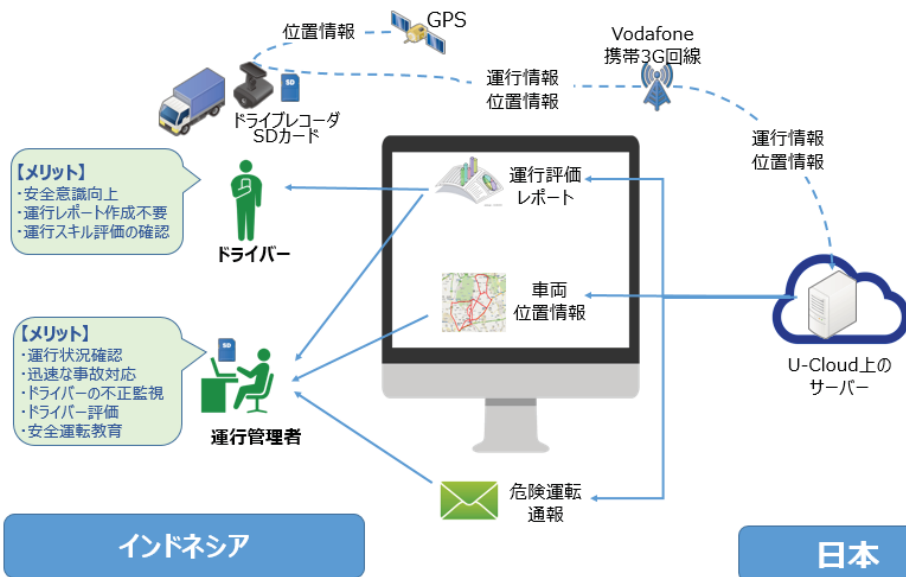 位置情報
GPS
Vodafone
携帯3G回線
運行情報
位置情報
SD
ドライブレコーダ
SDカード
運行情報
位置情報
【メリット】
・安全意識向上
・運行レポート作成不要
・運行スキル評価の確認
ドライバー
運行評価
レポート
車両
位置情報
【メリット】
・運行状況確認
・迅速な事故対応
・ドライバーの不正監視
・ドライバー評価
・安全運転教育
SD
運行管理者
U-Cloud上の
サーバー
危険運転
通報
インドネシア
日本